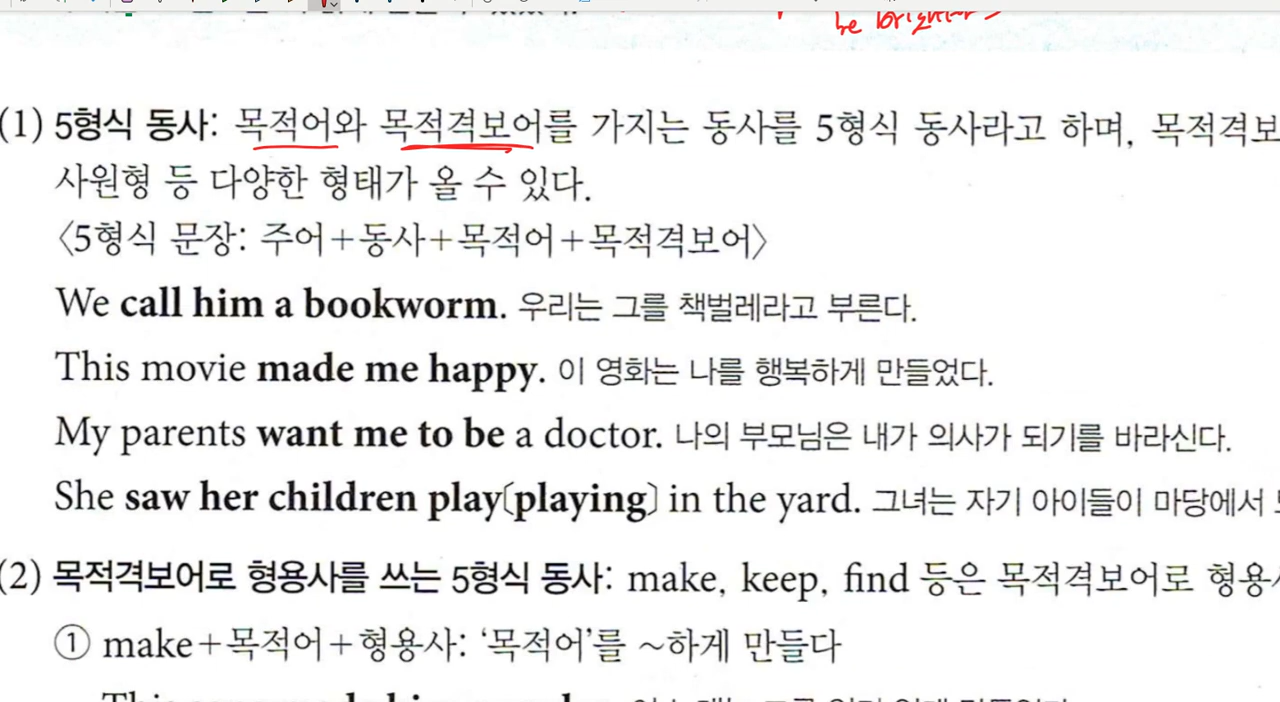 be brighter
(1) 5형식 동사: 목적어와 목적격보어를 가지는 동사를 5형식 동사라고 하며, 목적격보
사원형 등 다양한 형태가 올 수 있다.
〈5형식 문장: 주어+동사+목적어+목적격보어〉
We call him a bookworm. 우리는 그를 책벌레라고 부른다.
This movie made me happy. 이 영화는 나를 행복하게 만들었다.
My parents want me to be a doctor. 나의 부모님은 내가 의사가 되기를 바라신다.
She saw her children play〔playing〕 in the yard. 그녀는 자기 아이들이 마당에서
(2) 목적격보어로 형용사를 쓰는 5형식 동사: make, keep, find 등은 목적격보어로 형용
① make+목적어+형용사: ‘목적어’를 ~하게 만들다
This